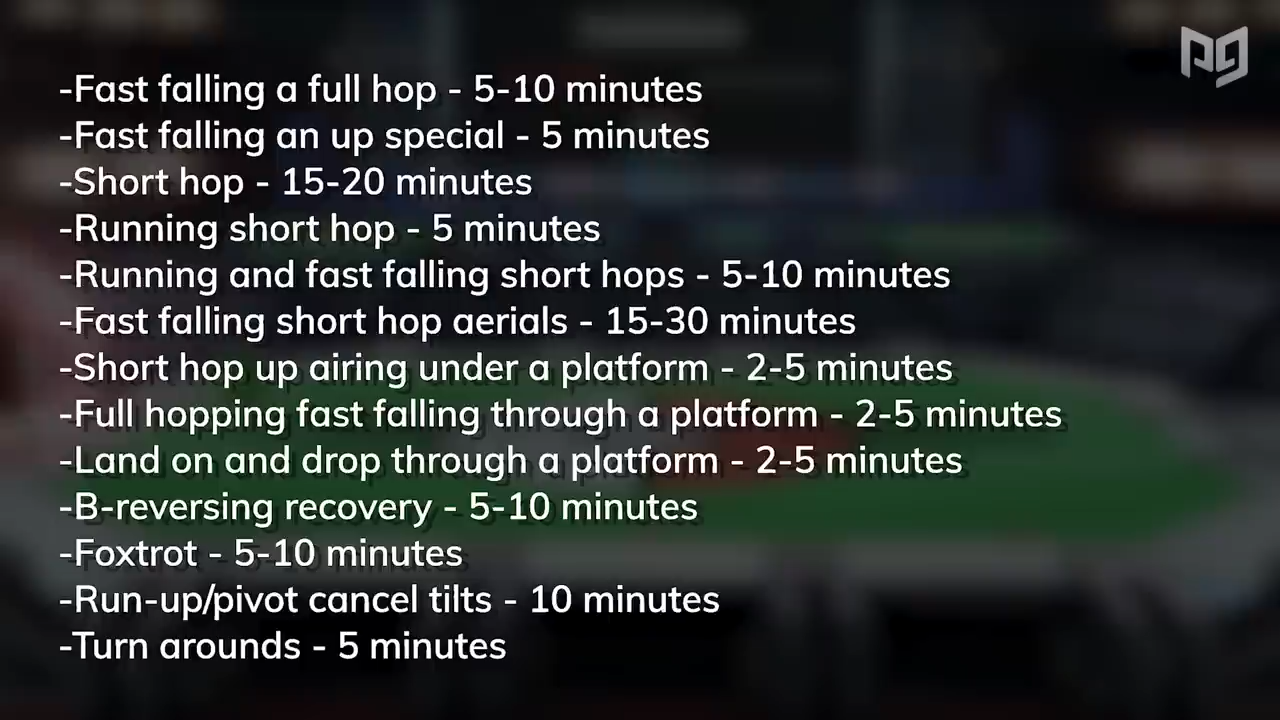 PG
-Fast falling a full hop - 5-10 minutes
-Fast falling an up special - 5 minutes
-Short hop - 15-20 minutes
-Running short hop - 5 minutes
-Running and fast falling short hops - 5-10 minutes
-Fast falling short hop aerials - 15-30 minutes
-Short hop up airing under a platform - 2-5 minutes
-Full hopping fast falling through a platform - 2-5 minutes
-Land on and drop through a platform - 2-5 minutes
-B-reversing recovery - 5-10 minutes
-Foxtrot - 5-10 minutes
-Run-up/pivot cancel tilts - 10 minutes
-Turn arounds - 5 minutes